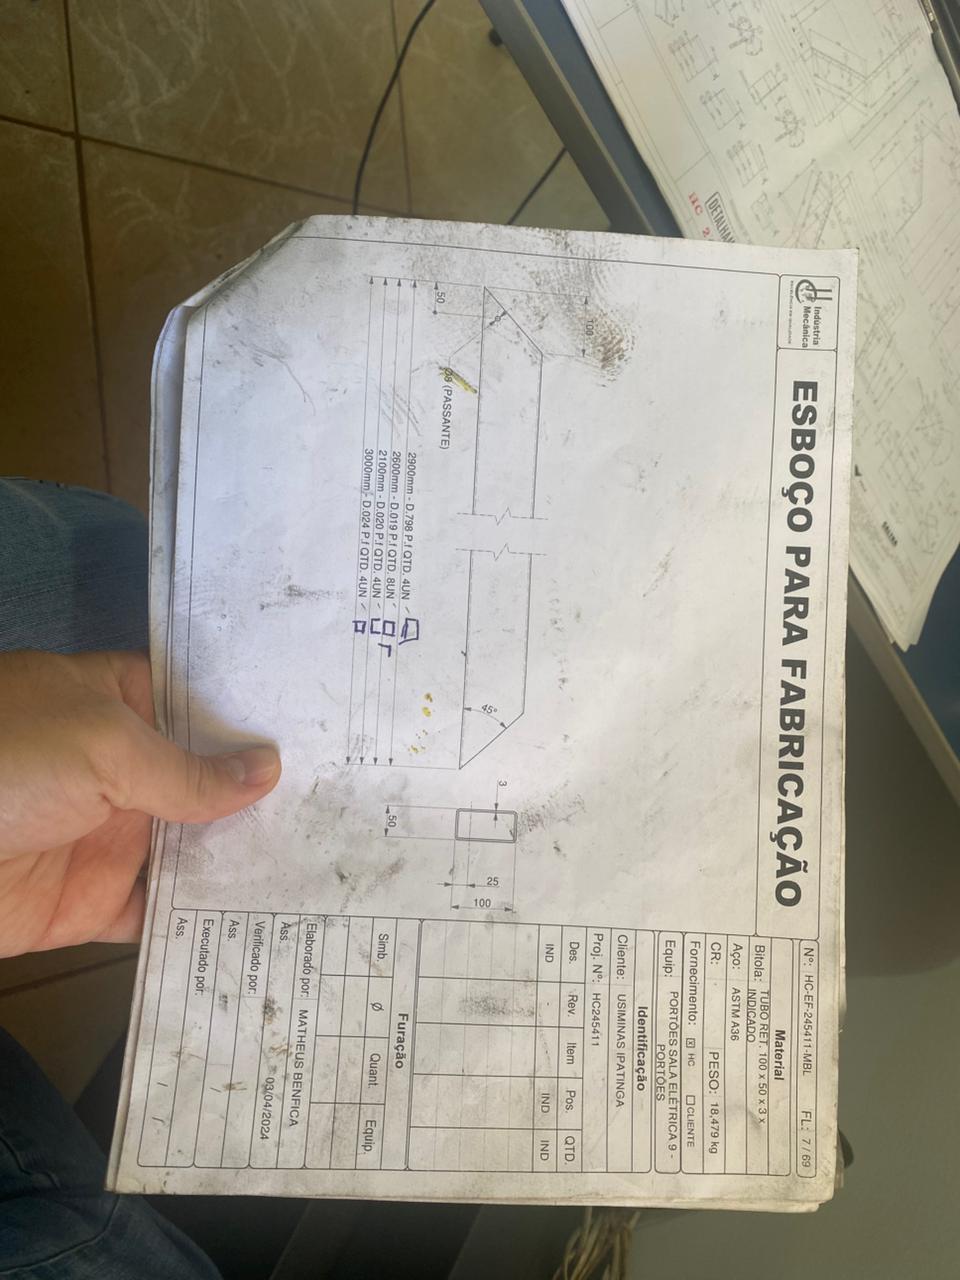 Indústria
Mecânica
EXCELÊNCIA EM QUALIDADE
ESBOÇO PARA FABRICAÇÃO
Nº: HC-EF-245411-MBL FL: 7 / 69
Material
Bitola: TUBO RET. 100 x 50 x 3 x
INDICADO
Aço: ASTM A36
CR: - PESO: 18,479 kg
Fornecimento: x HC CLIENTE
Equip: PORTÕES SALA ELÉTRICA 9 -
PORTÕES
Identificação
Cliente: USIMINAS IPATINGA
Proj. Nº: HC245411
Des. Rev. Item Pos. QTD.
IND - IND IND
Furação
Simb. Ø Quant. Equip.
Elaborado por: MATHEUS BENFICA
Ass. 03/04/2024
Verificado por:
Ass. / /
Executado por:
Ass. / /
100
45°
3
25
100
50
50
Ø8 (PASSANTE)
2900mm - D.798 P.f QTD. 4UN
2600mm - D.019 P.f QTD. 8UN
2100mm - D.020 P.f QTD. 4UN
3000mm - D.024 P.f QTD. 4UN
DETALHA
HC 2